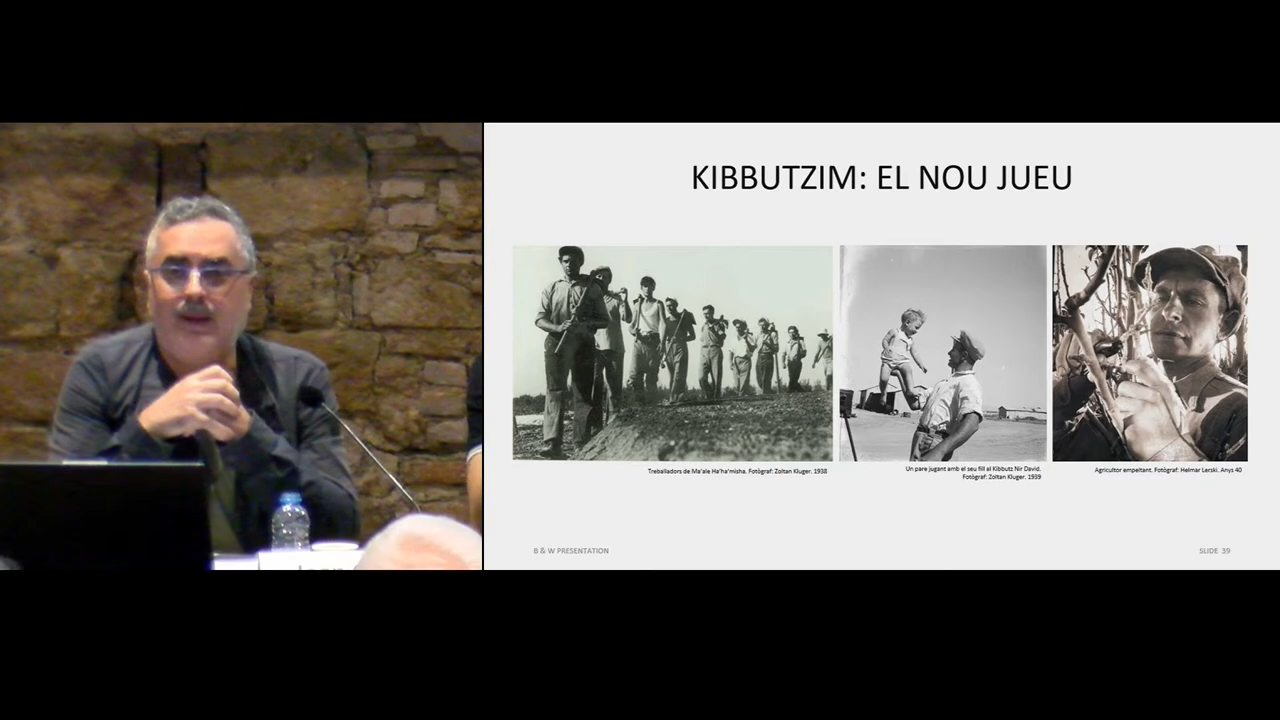 KIBBUTZIM: EL NOU JUEU
Treballadors de Ma'ale Ha'ha'misha. Fotògraf: Zoltan Kluger. 1938
Un pare jugant amb el seu fill al Kibbutz Nir David.
Fotògraf: Zoltan Kluger. 1939
Agricultor empeltant. Fotògraf: Helmar Lerski. Anys 40
B & W PRESENTATION
SLIDE 39